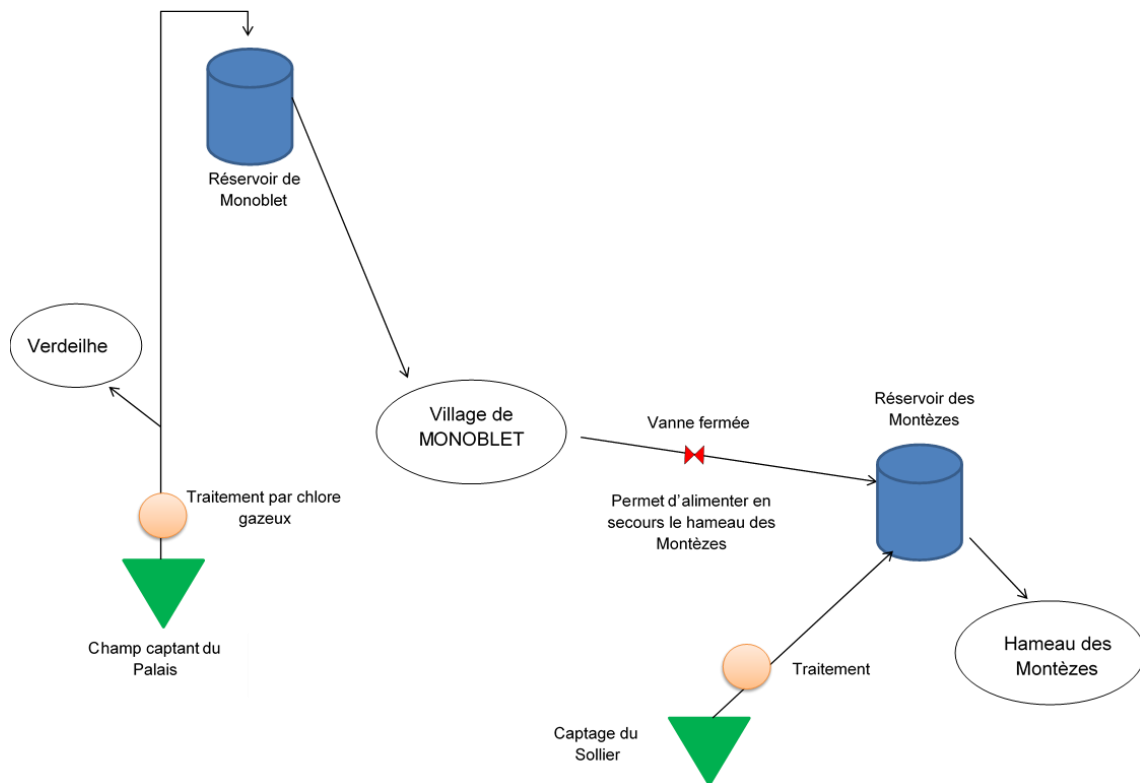 Réservoir de
Monoblet
Verdeilhe
Village de
MONOBLET
Vanne fermée
Réservoir des
Montèzes
Permet d'alimenter en
secours le hameau des
Montèzes
Traitement par chlore
gazeux
Champ captant du
Palais
Hameau des
Montèzes
Traitement
Captage du
Sollier